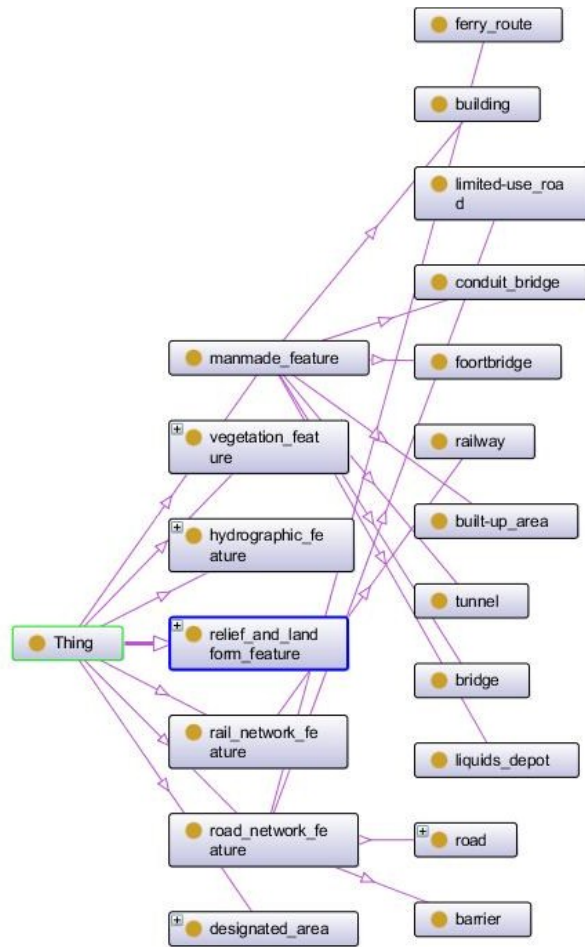 ferry_route
building
limited-use_roa
d
conduit_bridge
manmade_feature
foortbridge
vegetation_feat
ure
railway
hydrographic_fe
ature
built-up_area
Thing
relief_and_land
form_feature
tunnel
bridge
rail_network_fe
ature
liquids_depot
road_network_fe
ature
road
designated_area
barrier